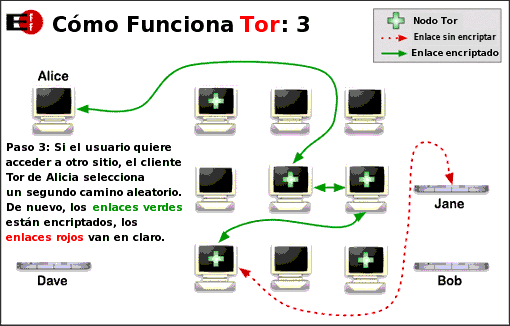 Eff
Cómo Funciona Tor: 3
Nodo Tor
Enlace sin encriptar
Enlace encriptado
Alice
Paso 3: Si el usuario quiere
acceder a otro sitio, el cliente
Tor de Alicia selecciona
un segundo camino aleatorio.
De nuevo, los enlaces verdes
están encriptados, los
enlaces rojos van en claro.
Jane
Dave
Bob